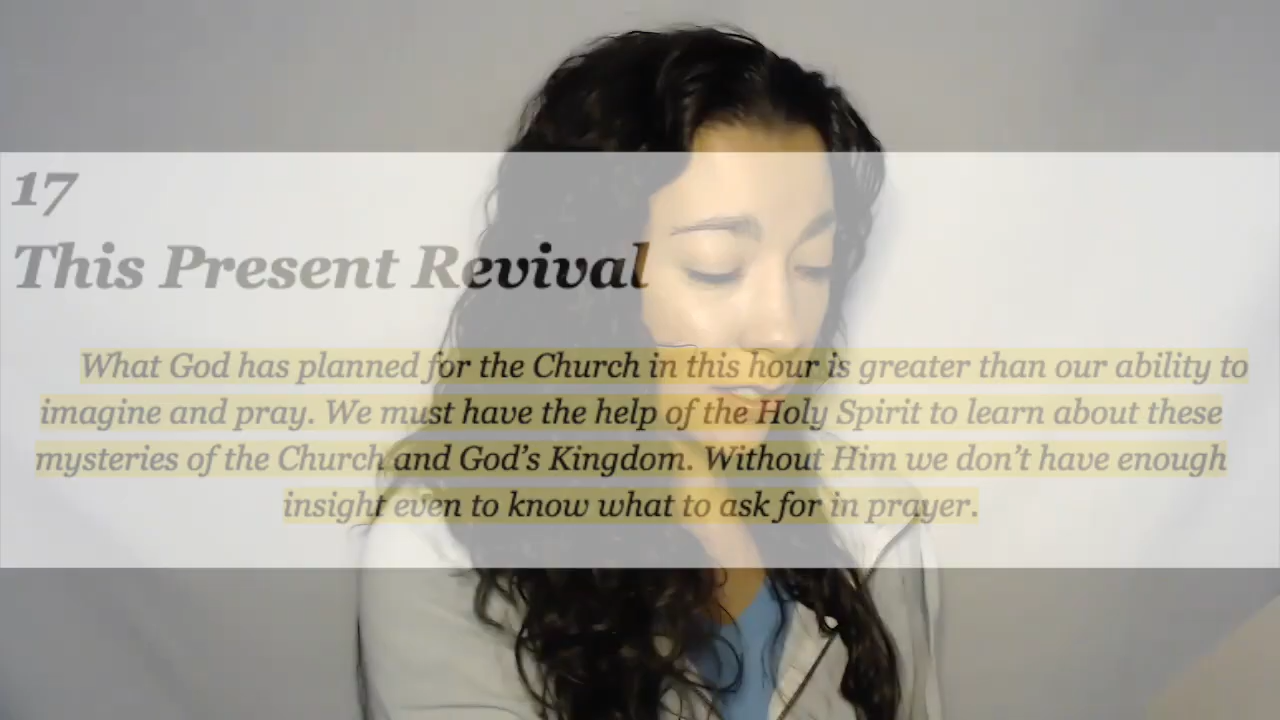 17
This Present Revival
What God has planned for the Church in this hour is greater than our ability to
imagine and pray. We must have the help of the Holy Spirit to learn about these
mysteries of the Church and God’s Kingdom. Without Him we don’t have enough
insight even to know what to ask for in prayer.